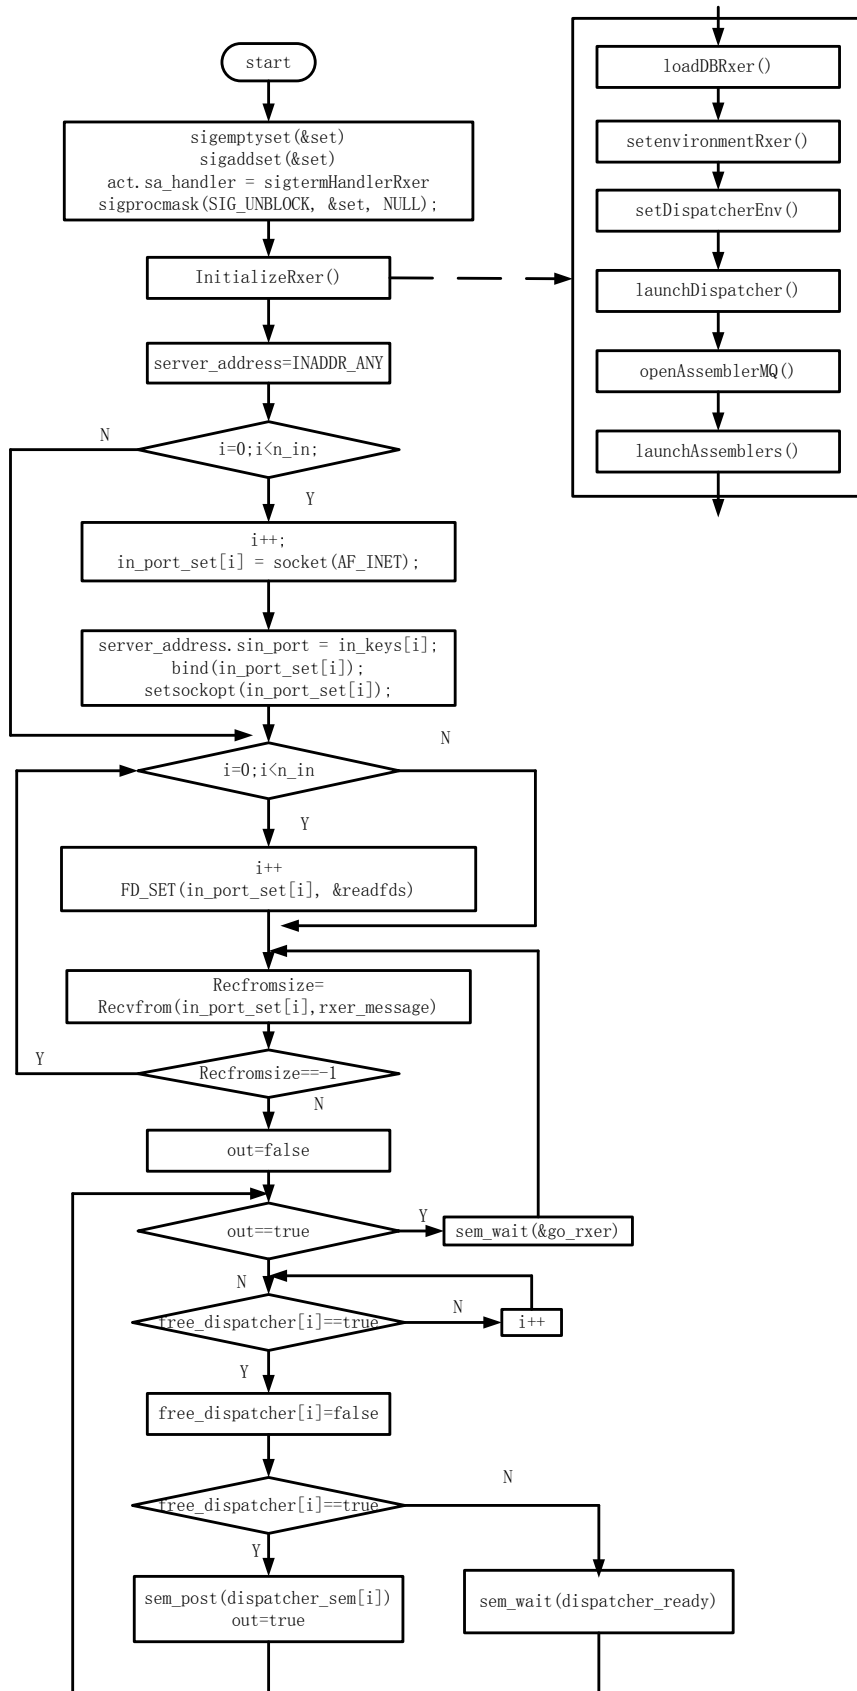 start
sigemptyset(&set)
sigaddset(&set)
act.sa_handler = sigtermHandlerRxer
sigprocmask(SIG_UNBLOCK, &set, NULL);
InitializeRxer()
server_address=INADDR_ANY
N
i=0;i<n_in;
Y
i++;
in_port_set[i] = socket(AF_INET);
server_address.sin_port = in_keys[i];
bind(in_port_set[i]);
setsockopt(in_port_set[i]);
N
i=0;i<n_in
Y
i++
FD_SET(in_port_set[i], &readfds)
Recfromsize=
Recvfrom(in_port_set[i],rxer_message)
Y
Recfromsize==-1
N
out=false
out==true
Y
sem_wait(&go_rxer)
N
free_dispatcher[i]==true
N
i++
Y
free_dispatcher[i]=false
N
free_dispatcher[i]==true
Y
sem_post(dispatcher_sem[i])
out=true
sem_wait(dispatcher_ready)
loadDBRxer()
setenvironmentRxer()
setDispatcherEnv()
launchDispatcher()
openAssemblerMQ()
launchAssemblers()